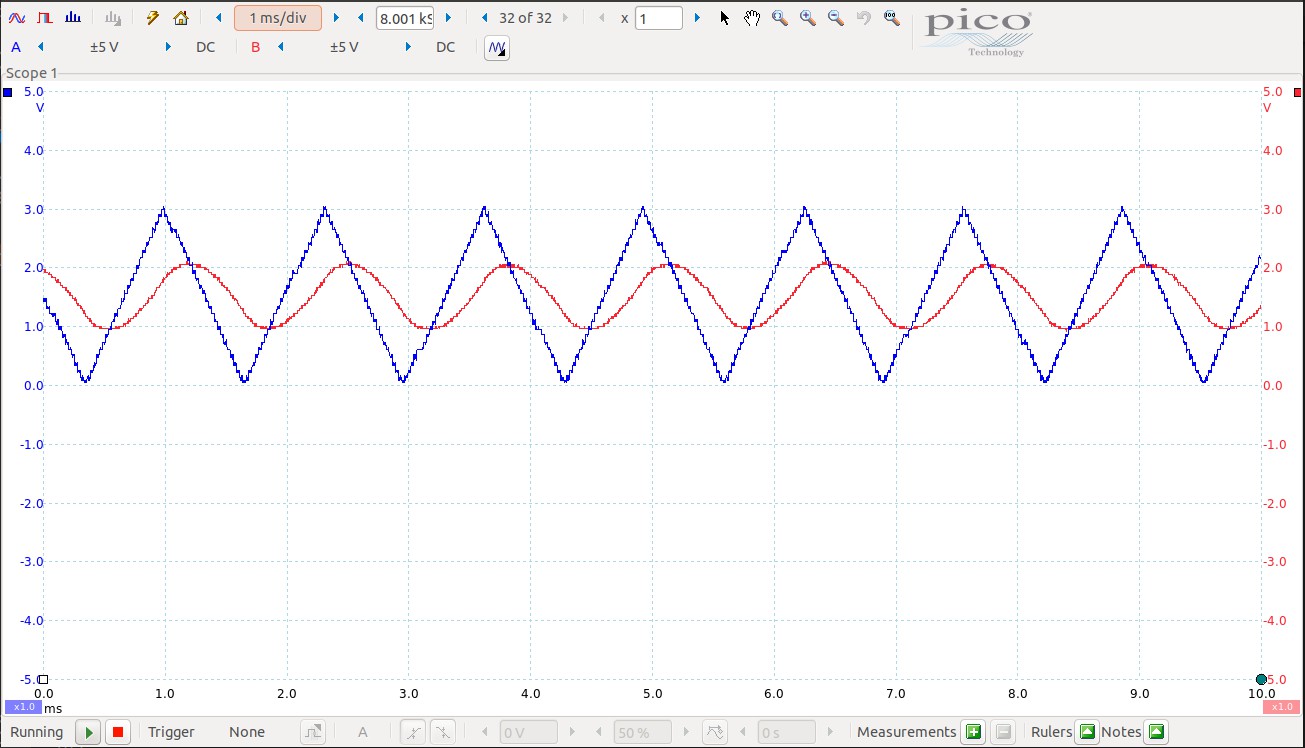 1 ms/div 8.001 kS 32 of 32 x 1
pico
Technology
A ±5 V DC B ±5 V DC
Scope 1
5.0 5.0
V V
4.0 4.0
3.0 3.0
2.0 2.0
1.0 1.0
0.0 0.0
-1.0 -1.0
-2.0 -2.0
-3.0 -3.0
-4.0 -4.0
-5.0 5.0
0.0 1.0 2.0 3.0 4.0 5.0 6.0 7.0 8.0 9.0 10.0
x1.0 ms x1.0
Running Trigger None A 0 V 50 % 0 s Measurements Rulers Notes